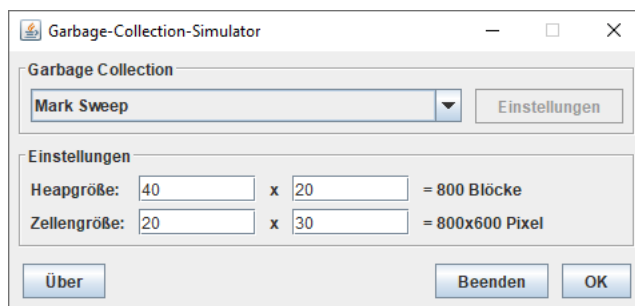 Garbage-Collection-Simulator
Garbage Collection
Mark Sweep
Einstellungen
Einstellungen
Heapgröße: 40 x 20 = 800 Blöcke
Zellengröße: 20 x 30 = 800x600 Pixel
Über Beenden OK